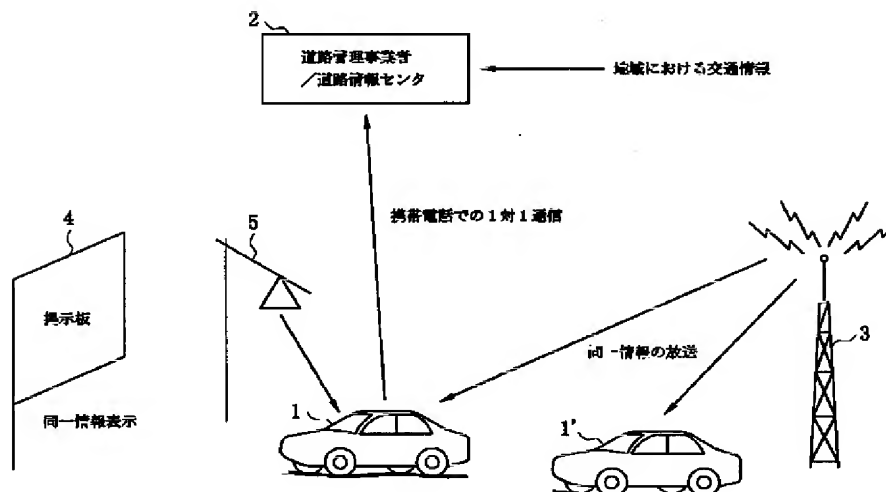 2
道路管理事業者
／道路情報センタ
地域における交通情報
4
5
携帯電話での1対1通信
掲示板
3
同一情報の放送
1
同一情報表示
1'